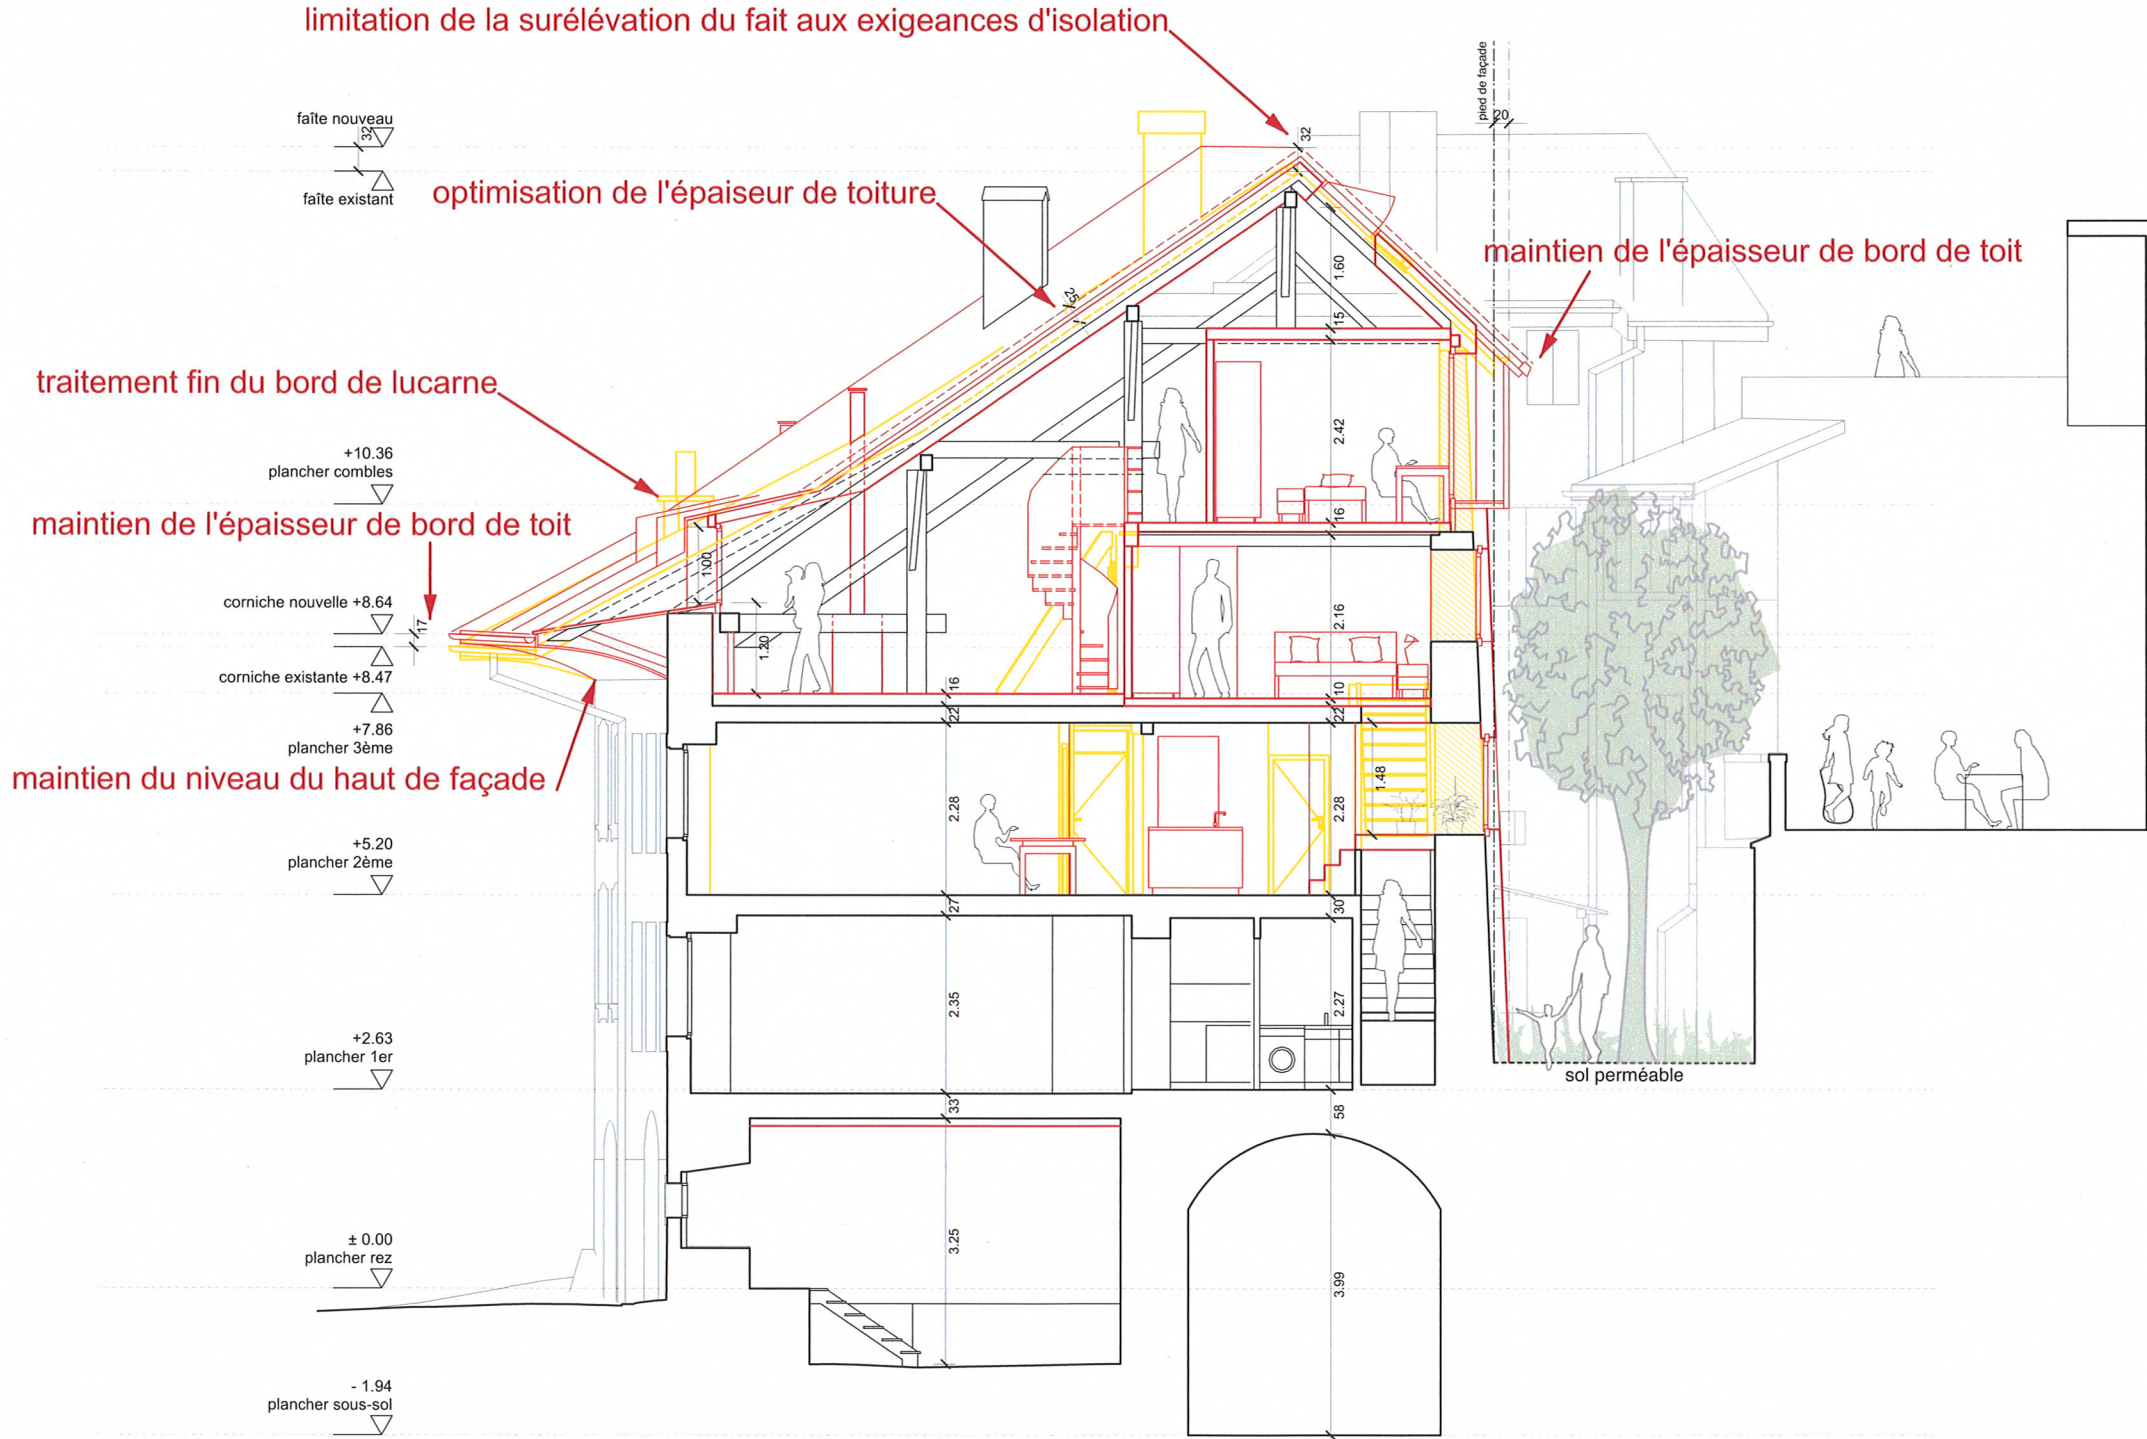 limitation de la surélévation du fait aux exigeances d'isolation
pied de façade
20
faîte nouveau
32
faîte existant
32
optimisation de l'épaiseur de toiture
maintien de l'épaisseur de bord de toit
25
1.60
15
traitement fin du bord de lucarne
2.42
+10.36
plancher combles
maintien de l'épaisseur de bord de toit
16
1.00
corniche nouvelle +8.64
17
2.16
1.20
corniche existante +8.47
16
10
22
22
+7.86
plancher 3ème
maintien du niveau du haut de façade
1.48
2.28
2.28
+5.20
plancher 2ème
27
30
2.35
2.27
+2.63
plancher 1er
sol perméable
33
58
3.25
± 0.00
plancher rez
3.99
- 1.94
plancher sous-sol